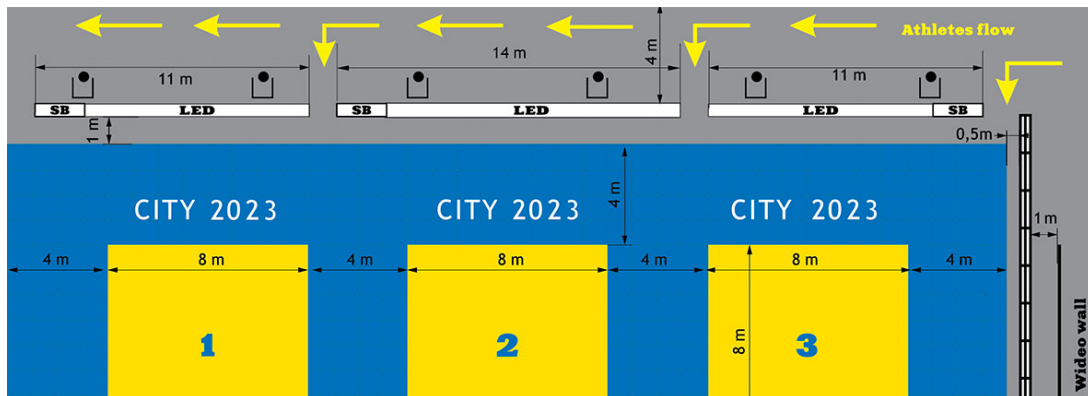 Athletes flow
14 m
4 m
11 m
11 m
SB LED
SB LED
LED SB
1 m
0,5m
4 m
CITY 2023
CITY 2023
CITY 2023
1 m
4 m
8 m
4 m
8 m
4 m
8 m
4 m
8 m
1
2
3
Wideo wall